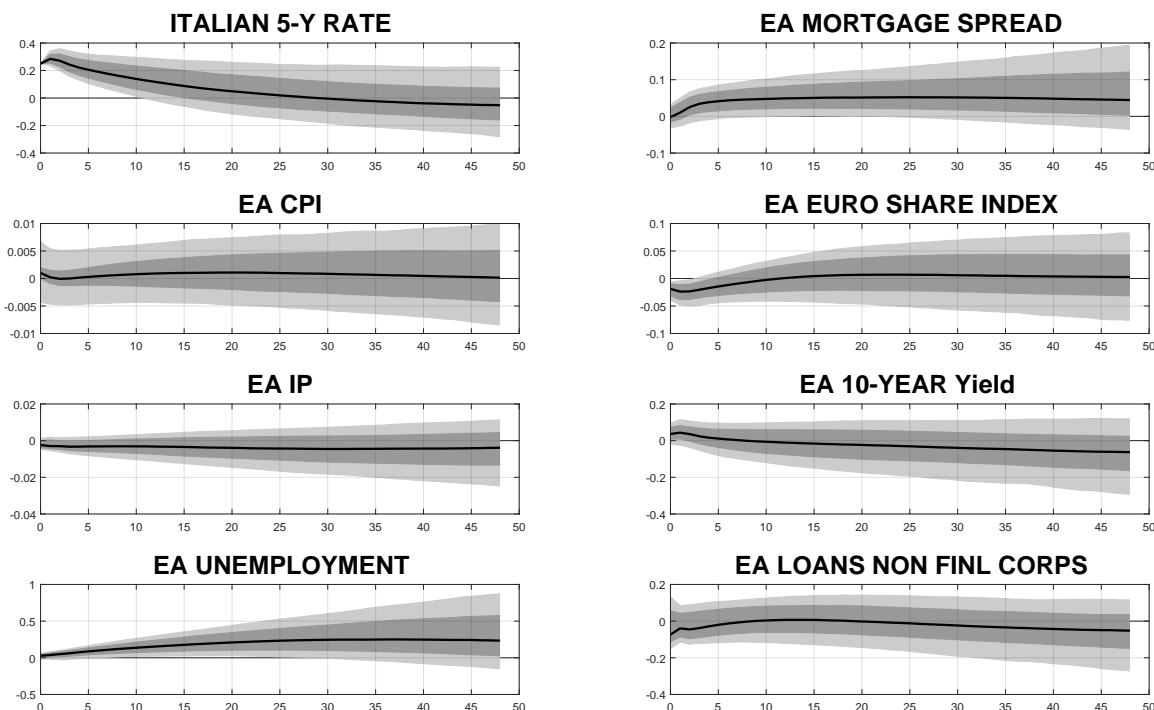 ITALIAN 5-Y RATE
0.4
0.2
0
-0.2
-0.4
0 5 10 15 20 25 30 35 40 45 50
EA MORTGAGE SPREAD
0.2
0.1
0
-0.1
0 5 10 15 20 25 30 35 40 45 50
EA CPI
0.01
0.005
0
-0.005
-0.01
0 5 10 15 20 25 30 35 40 45 50
EA EURO SHARE INDEX
0.1
0.05
0
-0.05
-0.1
0 5 10 15 20 25 30 35 40 45 50
EA IP
0.02
0
-0.02
-0.04
0 5 10 15 20 25 30 35 40 45 50
EA 10-YEAR Yield
0.2
0
-0.2
-0.4
0 5 10 15 20 25 30 35 40 45 50
EA UNEMPLOYMENT
1
0.5
0
-0.5
0 5 10 15 20 25 30 35 40 45 50
EA LOANS NON FINL CORPS
0.2
0
-0.2
-0.4
0 5 10 15 20 25 30 35 40 45 50